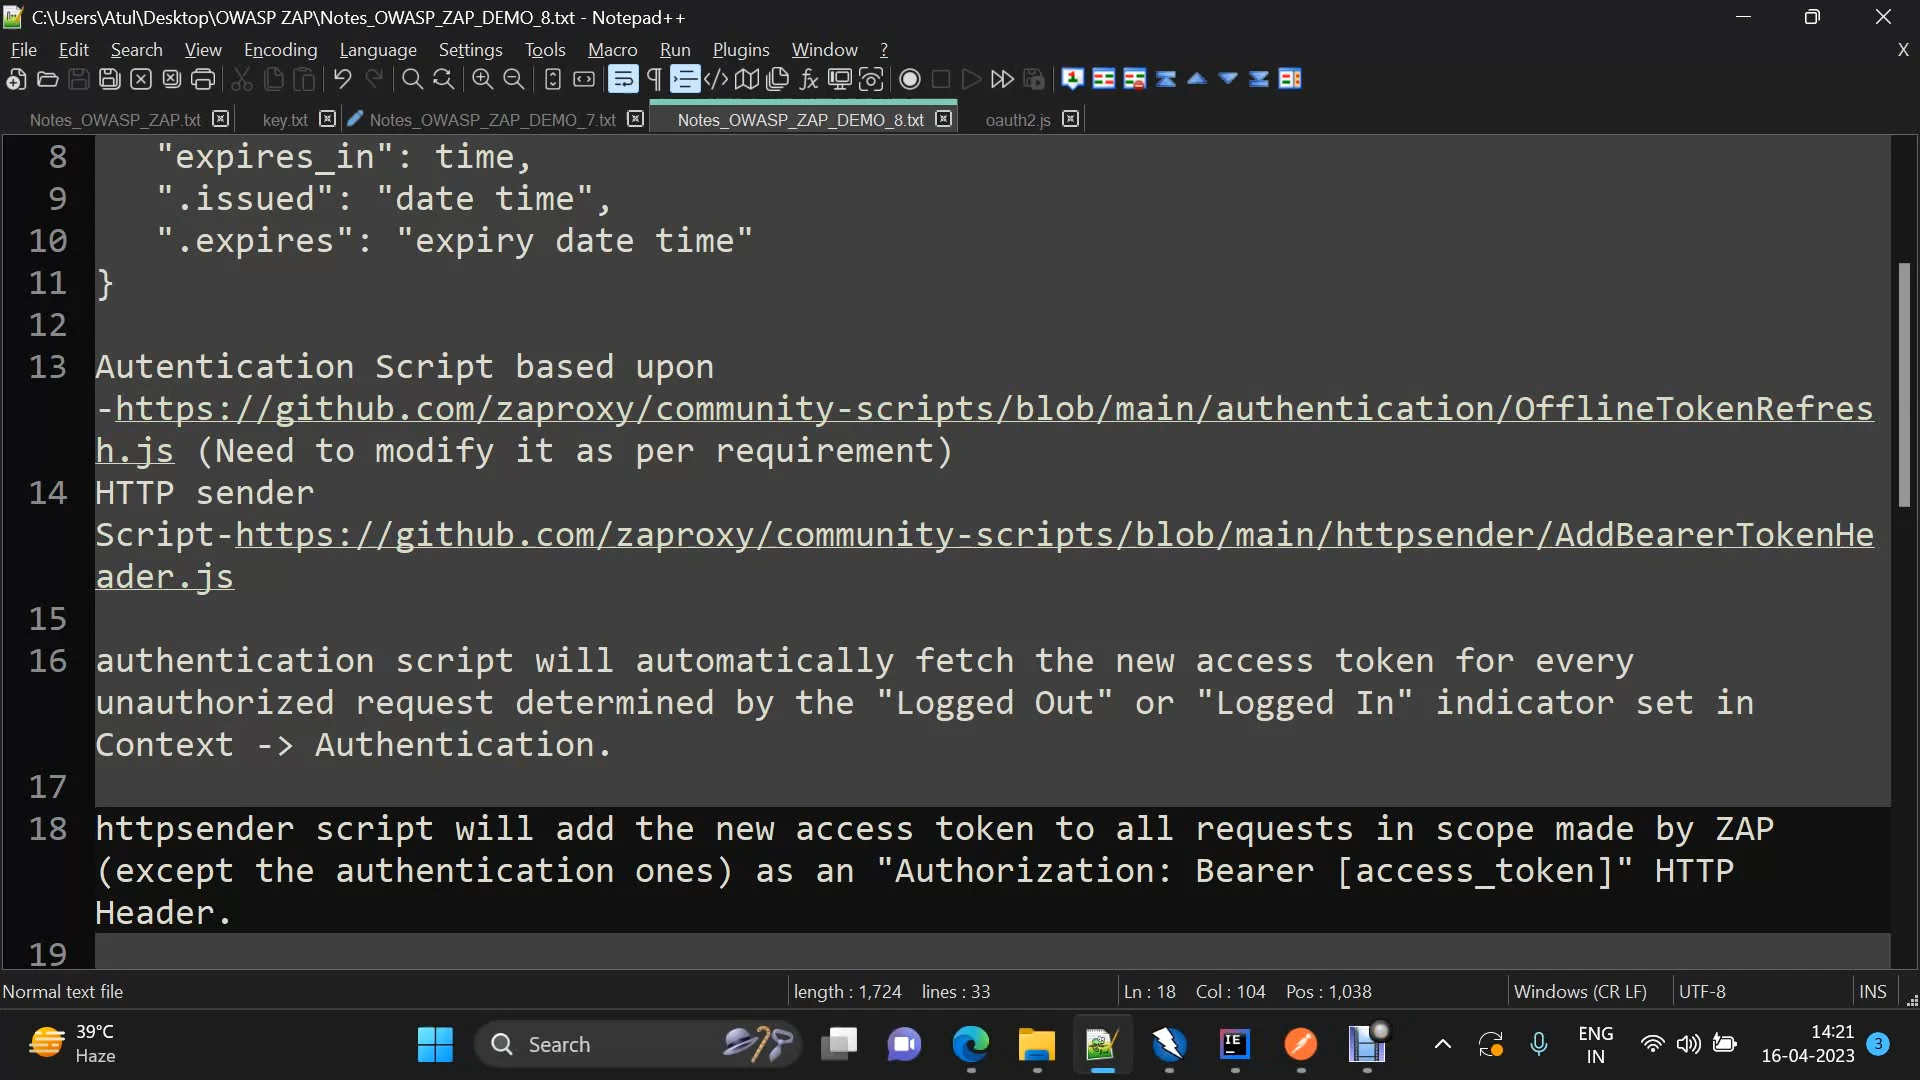 C:\Users\Atul\Desktop\OWASP ZAP\Notes_OWASP_ZAP_DEMO_8.txt - Notepad++
File Edit Search View Encoding Language Settings Tools Macro Run Plugins Window ? X
Notes_OWASP_ZAP.txt key.txt Notes_OWASP_ZAP_DEMO_7.txt Notes_OWASP_ZAP_DEMO_8.txt oauth2.js
8 "expires_in": time,
9 ".issued": "date time",
10 ".expires": "expiry date time"
11 }
12
13 Autentication Script based upon
-https://github.com/zaproxy/community-scripts/blob/main/authentication/OfflineTokenRefres
h.js (Need to modify it as per requirement)
14 HTTP sender
Script-https://github.com/zaproxy/community-scripts/blob/main/httpsender/AddBearerTokenHe
ader.js
15
16 authentication script will automatically fetch the new access token for every
unauthorized request determined by the "Logged Out" or "Logged In" indicator set in
Context -> Authentication.
17
18 httpsender script will add the new access token to all requests in scope made by ZAP
(except the authentication ones) as an "Authorization: Bearer [access_token]" HTTP
Header.
19
Normal text file length : 1,724 lines : 33 Ln : 18 Col : 104 Pos : 1,038 Windows (CR LF) UTF-8 INS
39°C
Haze
Search
ENG
IN
14:21
16-04-2023
3